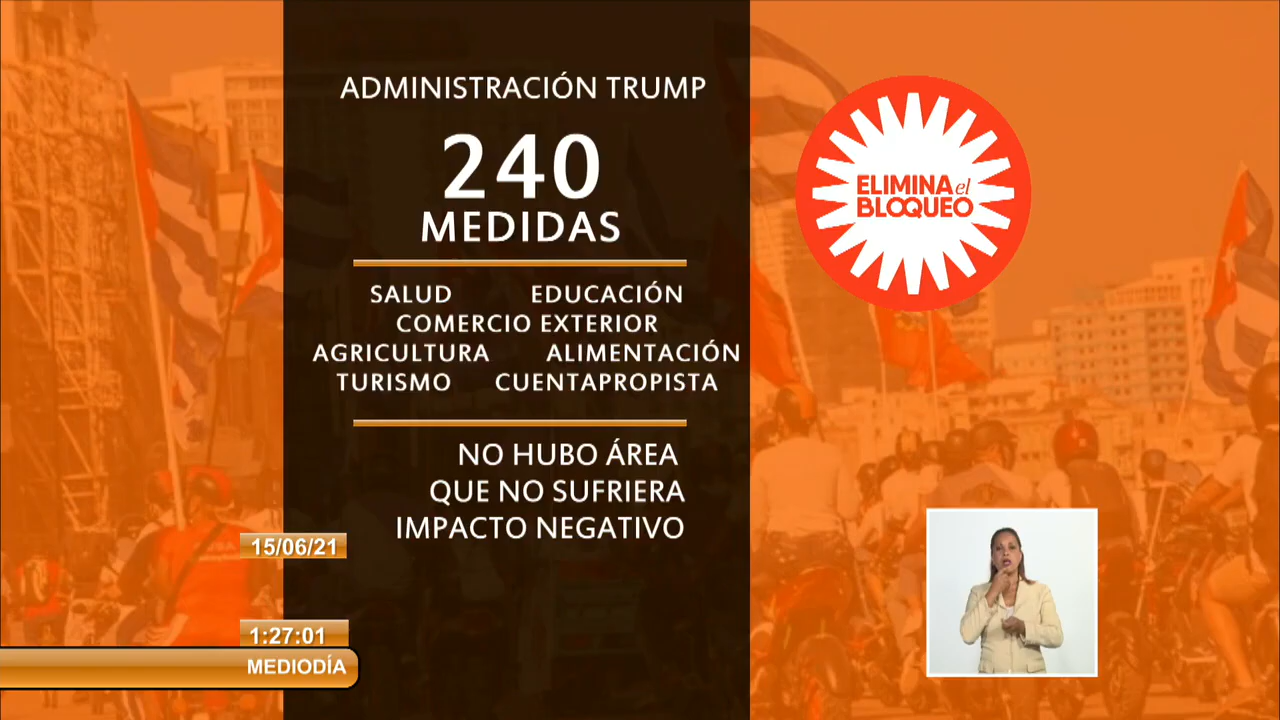 ADMINISTRACIÓN TRUMP
240
MEDIDAS
SALUD EDUCACIÓN
COMERCIO EXTERIOR
AGRICULTURA ALIMENTACIÓN
TURISMO CUENTAPROPISTA
NO HUBO ÁREA
QUE NO SUFRIERA
IMPACTO NEGATIVO
ELIMINA el
BLOQUEO
15/06/21
1:27:01
MEDIODÍA